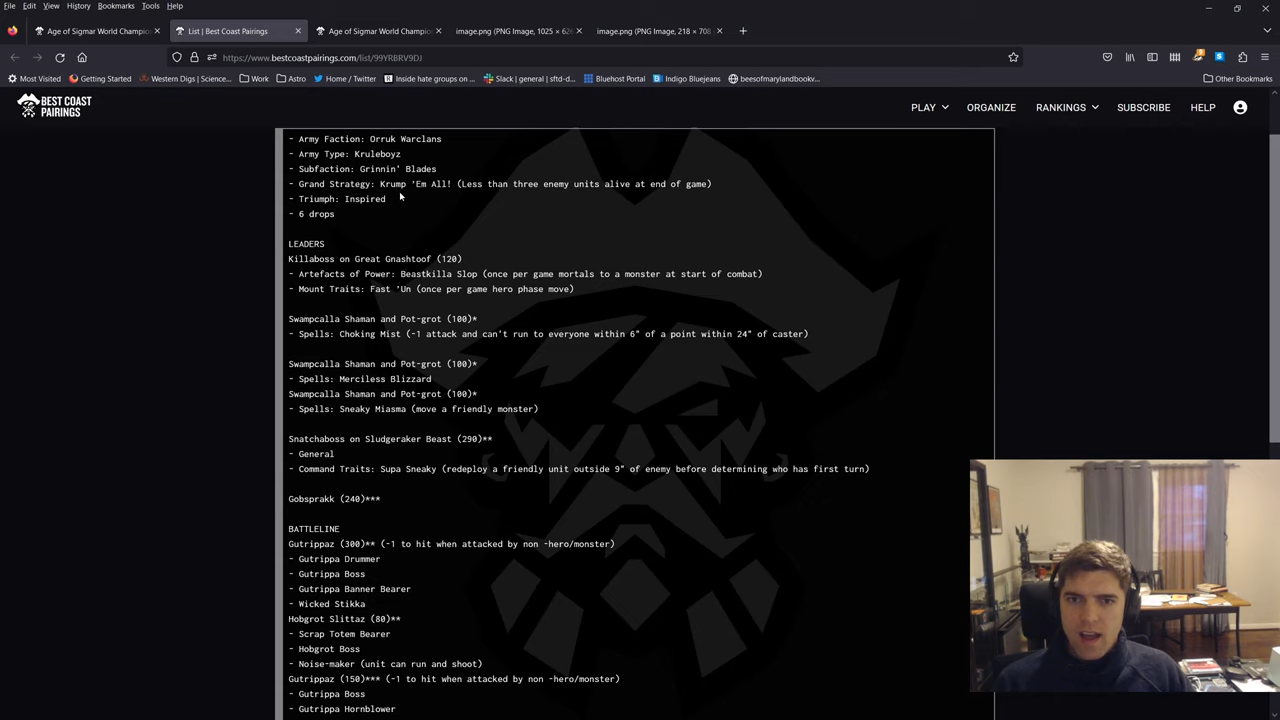 File Edit View History Bookmarks Tools Help
Age of Sigmar World Champion
List | Best Coast Pairings
Age of Sigmar World Champion
image.png (PNG Image, 1025 × 62
image.png (PNG Image, 218 × 708
https://www.bestcoastpairings.com/list/99YRBRV9DJ
Most Visited Getting Started Western Digs | Science... Work Astro Home / Twitter Inside hate groups on ... Slack | general | sftd-d... Bluehost Portal Indigo Bluejeans beesofmarylandbookv... Other Bookmarks
BEST COAST
PAIRINGS
PLAY ORGANIZE RANKINGS SUBSCRIBE HELP
- Army Faction: Orruk Warclans
- Army Type: Kruleboyz
- Subfaction: Grinnin' Blades
- Grand Strategy: Krump 'Em All! (Less than three enemy units alive at end of game)
- Triumph: Inspired
- 6 drops
LEADERS
Killaboss on Great Gnashtoof (120)
- Artefacts of Power: Beastkilla Slop (once per game mortals to a monster at start of combat)
- Mount Traits: Fast 'Un (once per game hero phase move)
Swampcalla Shaman and Pot-grot (100)*
- Spells: Choking Mist (-1 attack and can't run to everyone within 6" of a point within 24" of caster)
Swampcalla Shaman and Pot-grot (100)*
- Spells: Merciless Blizzard
Swampcalla Shaman and Pot-grot (100)*
- Spells: Sneaky Miasma (move a friendly monster)
Snatchaboss on Sludgeraker Beast (290)**
- General
- Command Traits: Supa Sneaky (redeploy a friendly unit outside 9" of enemy before determining who has first turn)
Gobsprakk (240)***
BATTLELINE
Gutrippaz (300)** (-1 to hit when attacked by non -hero/monster)
- Gutrippa Drummer
- Gutrippa Boss
- Gutrippa Banner Bearer
- Wicked Stikka
Hobgrot Slittaz (80)**
- Scrap Totem Bearer
- Hobgrot Boss
- Noise-maker (unit can run and shoot)
Gutrippaz (150)*** (-1 to hit when attacked by non -hero/monster)
- Gutrippa Boss
- Gutrippa Hornblower